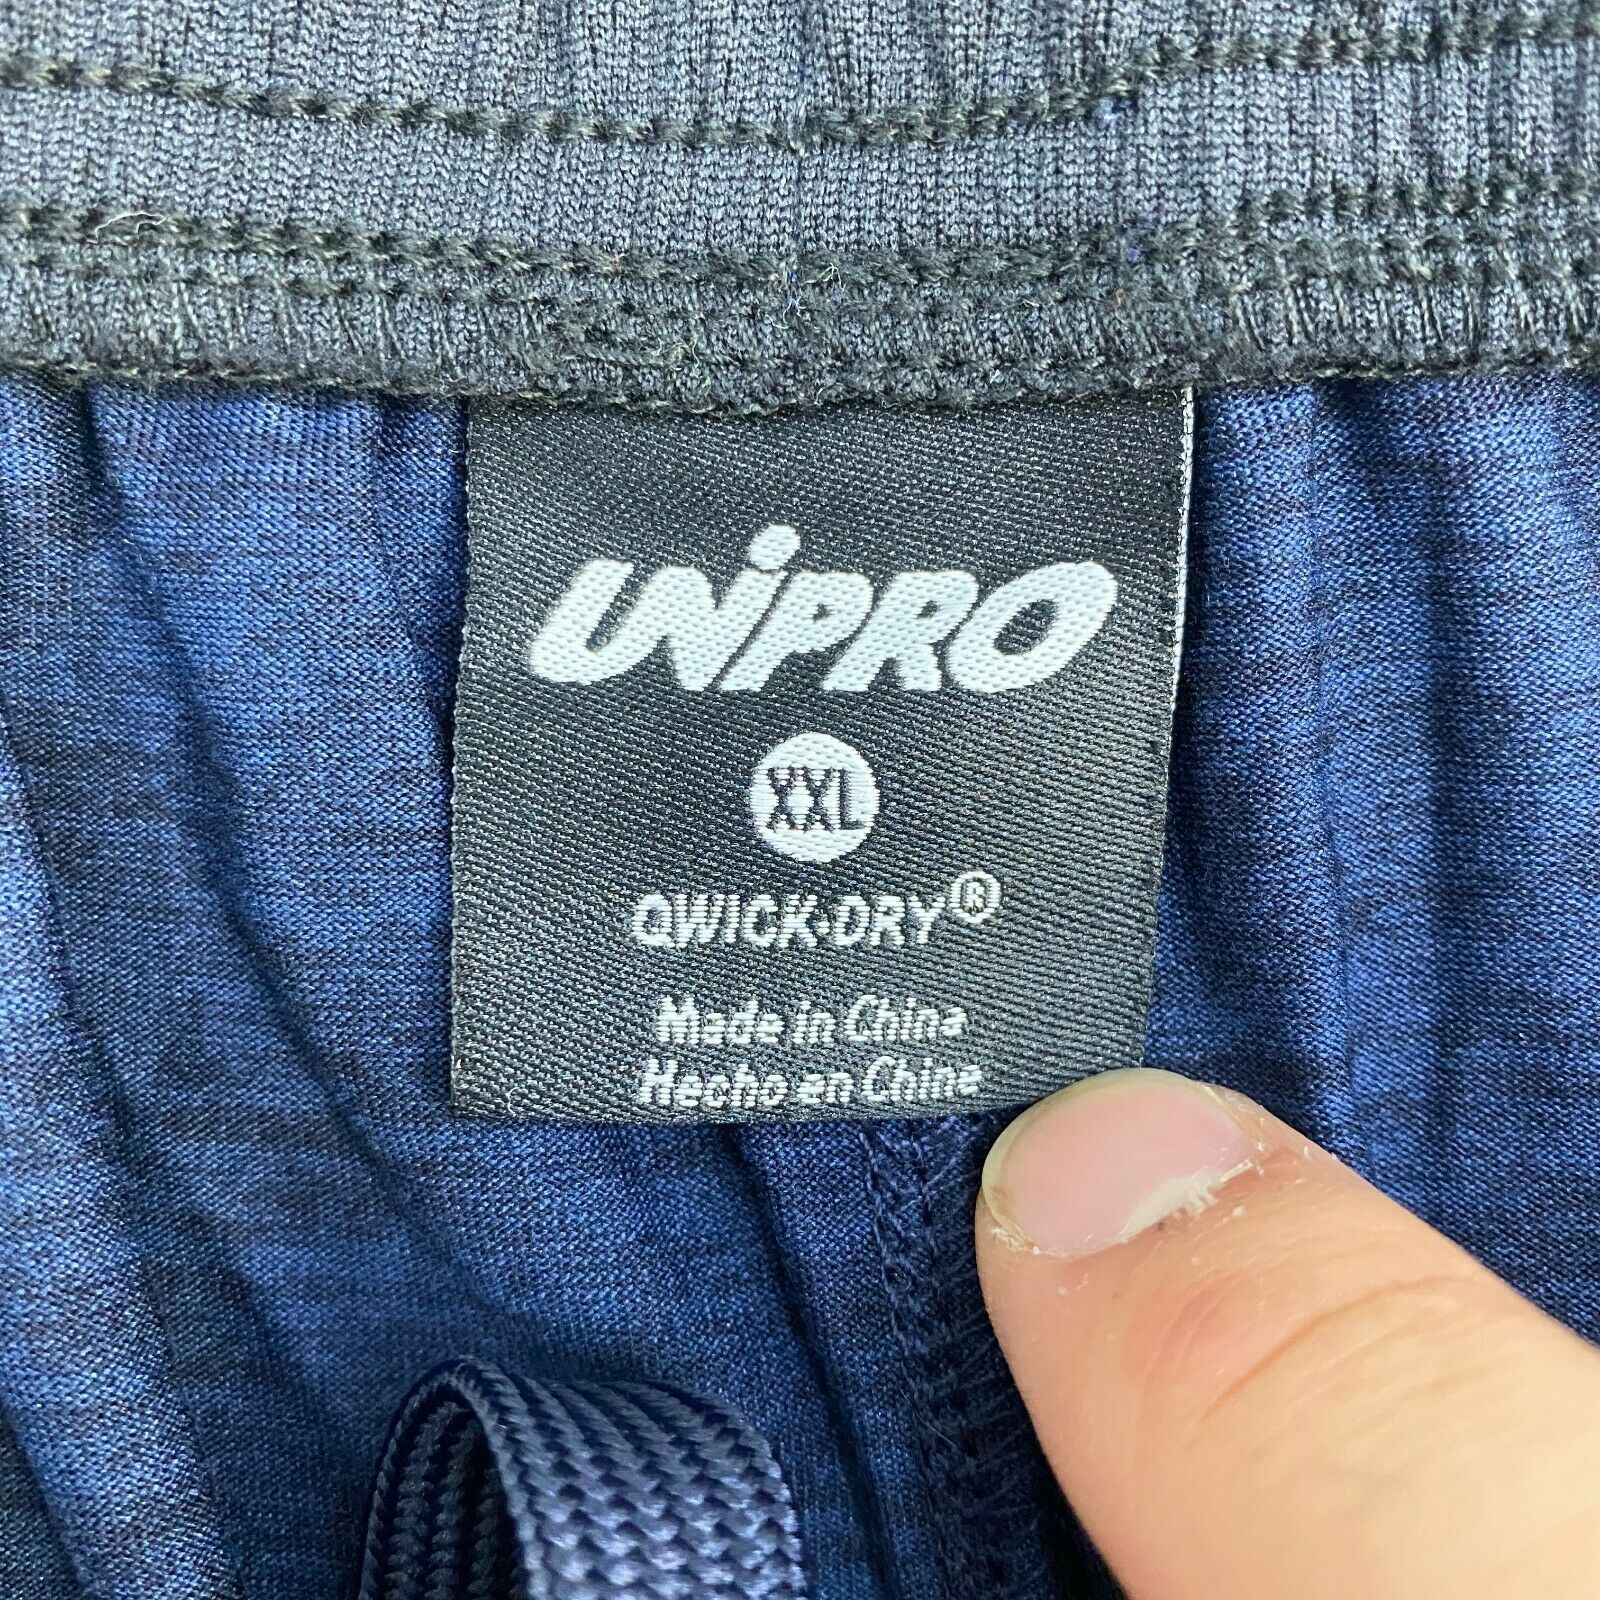 UNiPRO
XXL
QWICK-DRY®
Made in China
Hecho en China